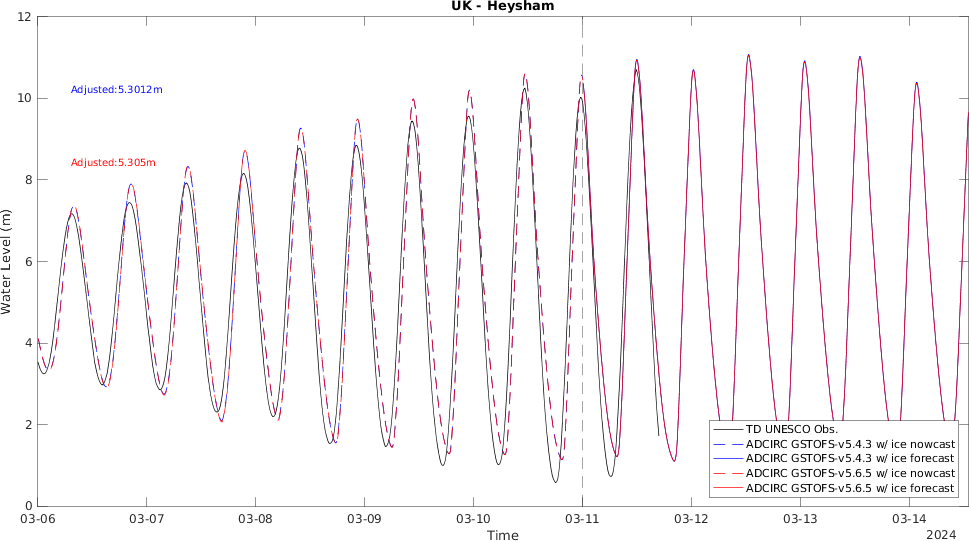 UK - Heysham
12
10
8
6
4
2
0
Water Level (m)
Adjusted:5.3012m
Adjusted:5.305m
TD UNESCO Obs.
ADCIRC GSTOFS-v5.4.3 w/ ice nowcast
ADCIRC GSTOFS-v5.4.3 w/ ice forecast
ADCIRC GSTOFS-v5.6.5 w/ ice nowcast
ADCIRC GSTOFS-v5.6.5 w/ ice forecast
03-06 03-07 03-08 03-09 03-10 03-11 03-12 03-13 03-14
Time
2024